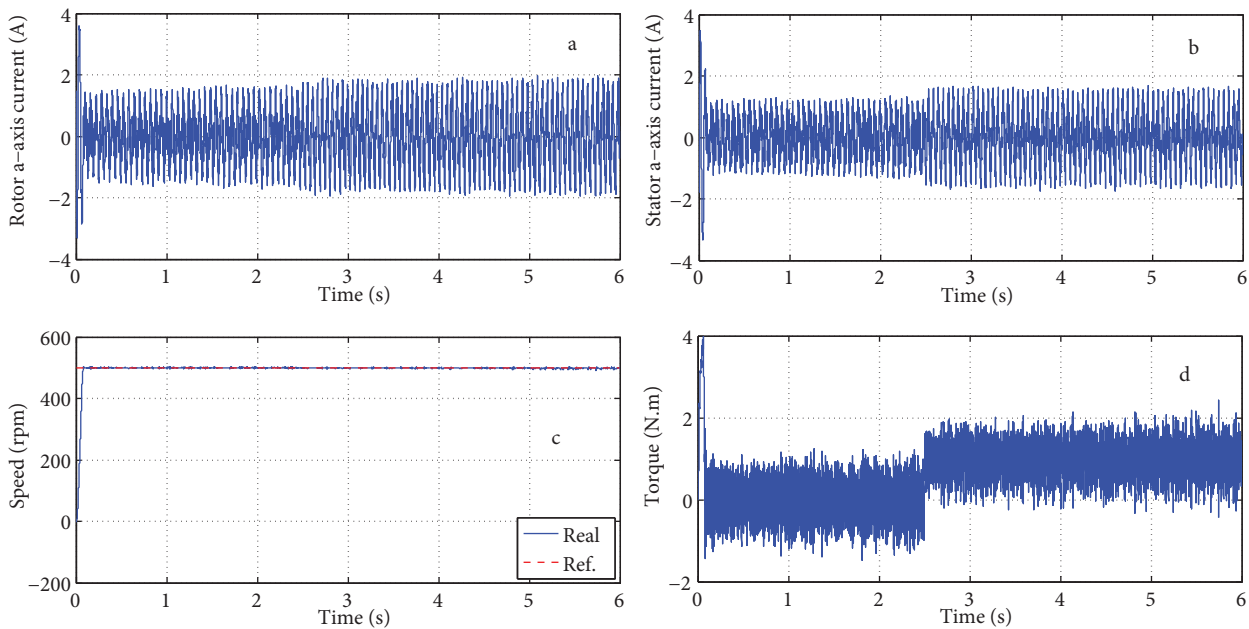 4
2
0
−2
−4
Rotor a−axis current (A)
a
0 1 2 3 4 5 6
Time (s)
4
2
0
−2
−4
Stator a−axis current (A)
b
0 1 2 3 4 5 6
Time (s)
600
400
200
0
−200
Speed (rpm)
c
Real
Ref.
0 1 2 3 4 5 6
Time (s)
4
2
0
−2
Torque (N.m)
d
0 1 2 3 4 5 6
Time (s)